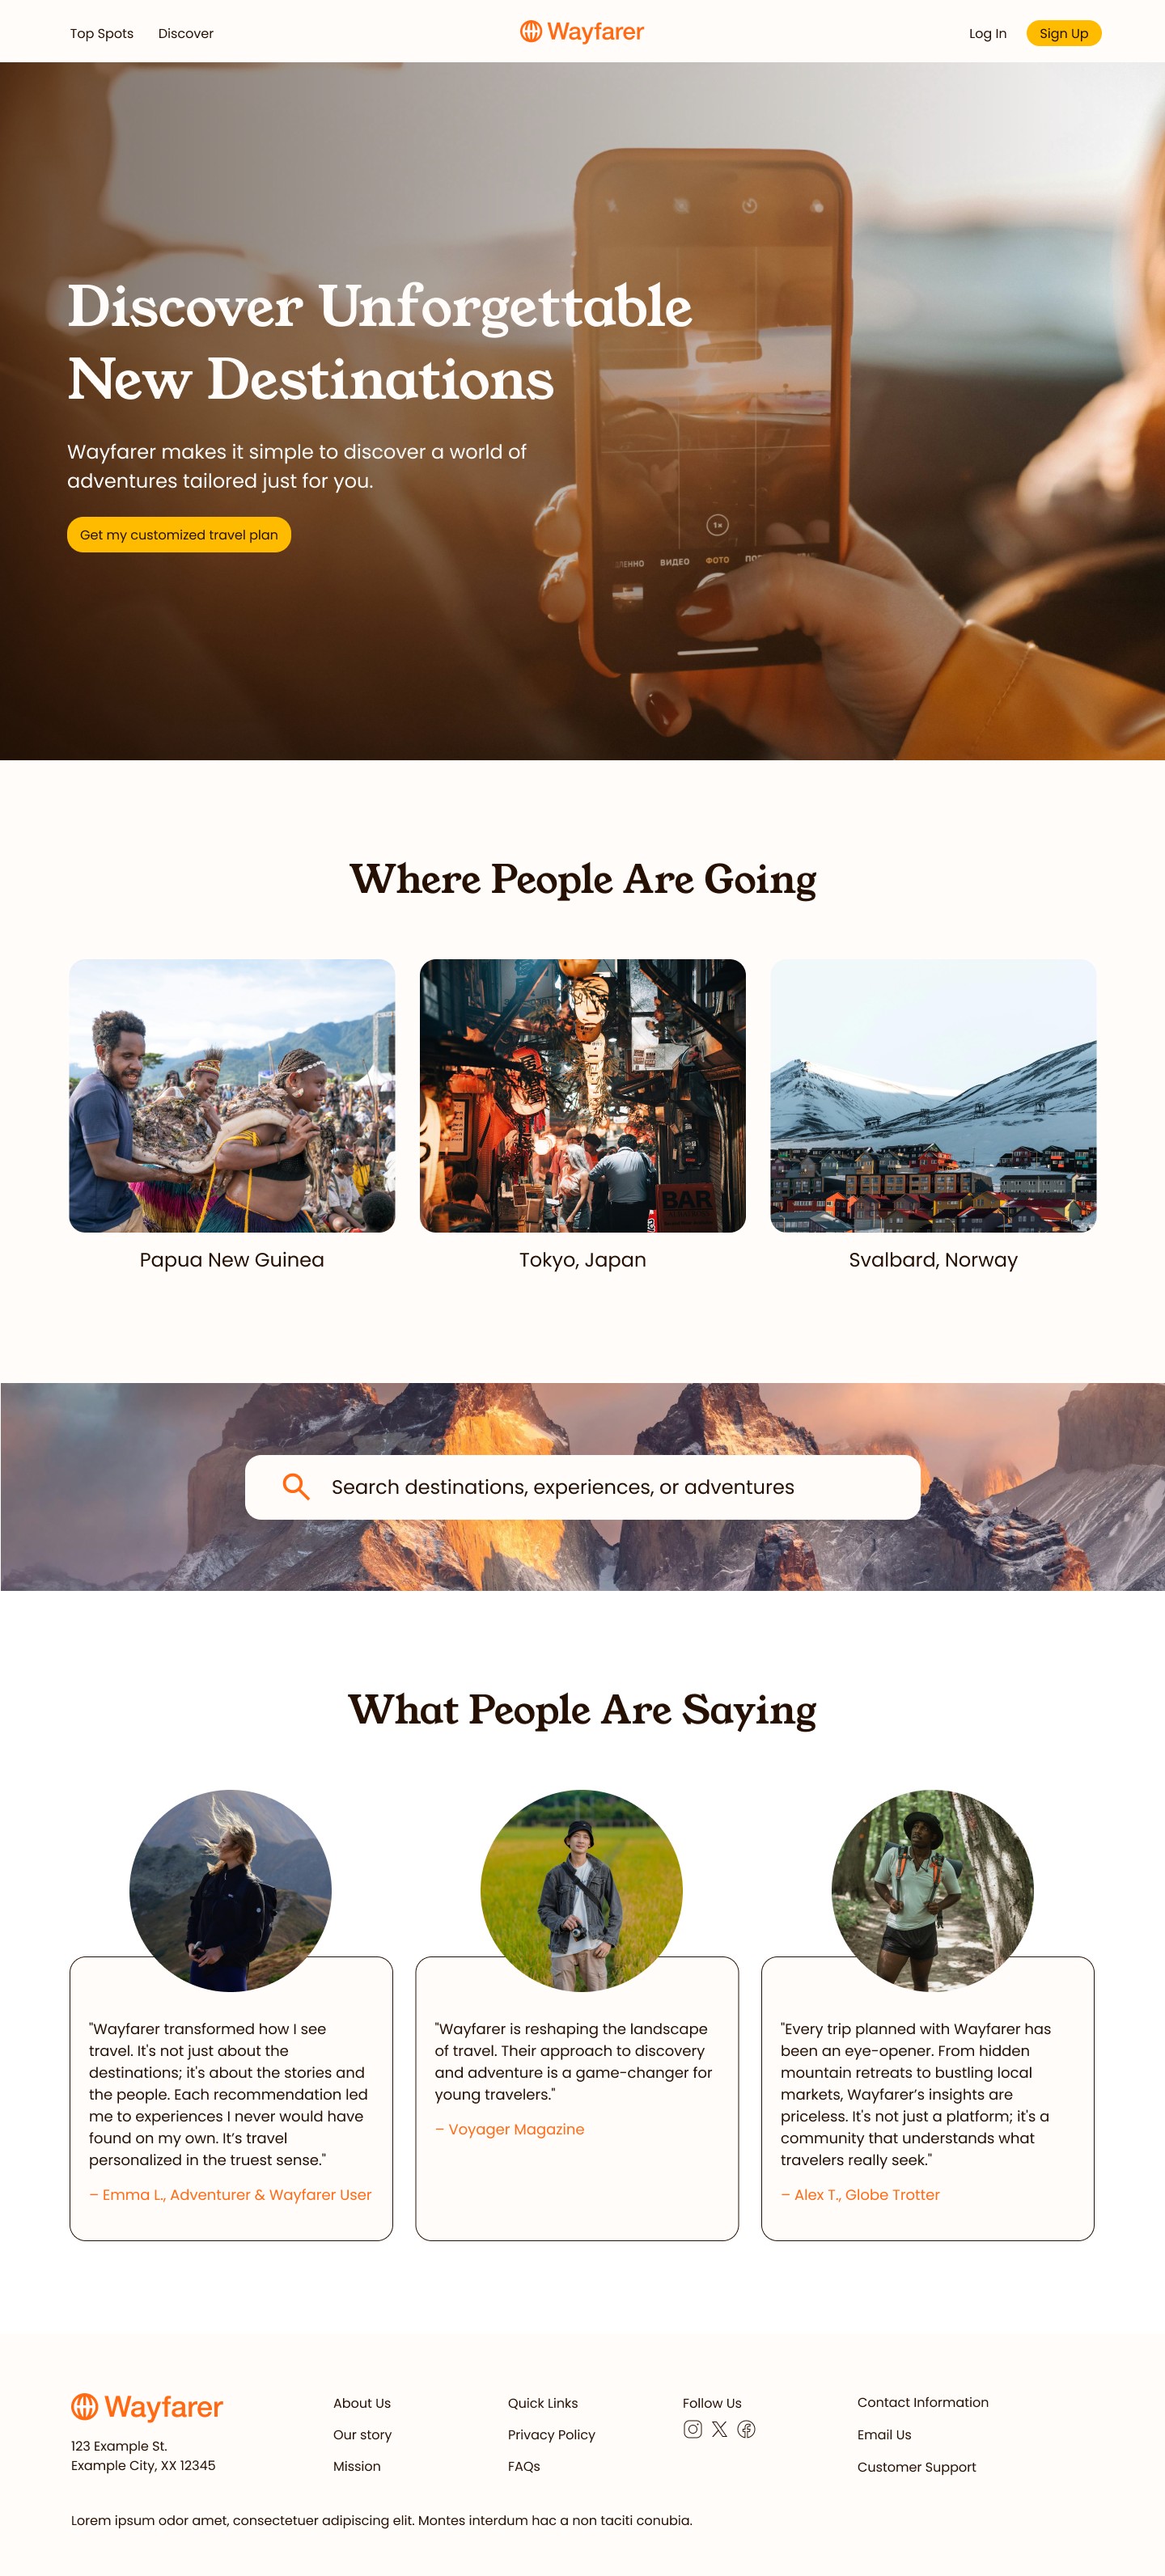 Top Spots
Discover
Wayfarer
Log In
Sign Up
Discover Unforgettable
New Destinations
Wayfarer makes it simple to discover a world of
adventures tailored just for you.
Get my customized travel plan
1×
ВИДЕО
ФОТО
Where People Are Going
BAR
Papua New Guinea
Tokyo, Japan
Svalbard, Norway
Search destinations, experiences, or adventures
What People Are Saying
"Wayfarer transformed how I see
travel. It's not just about the
destinations; it's about the stories and
the people. Each recommendation led
me to experiences I never would have
found on my own. It’s travel
personalized in the truest sense."
– Emma L., Adventurer & Wayfarer User
"Wayfarer is reshaping the landscape
of travel. Their approach to discovery
and adventure is a game-changer for
young travelers."
– Voyager Magazine
"Every trip planned with Wayfarer has
been an eye-opener. From hidden
mountain retreats to bustling local
markets, Wayfarer’s insights are
priceless. It's not just a platform; it's a
community that understands what
travelers really seek."
– Alex T., Globe Trotter
Wayfarer
123 Example St.
Example City, XX 12345
About Us
Our story
Mission
Quick Links
Privacy Policy
FAQs
Follow Us
Contact Information
Email Us
Customer Support
Lorem ipsum odor amet, consectetuer adipiscing elit. Montes interdum hac a non taciti conubia.